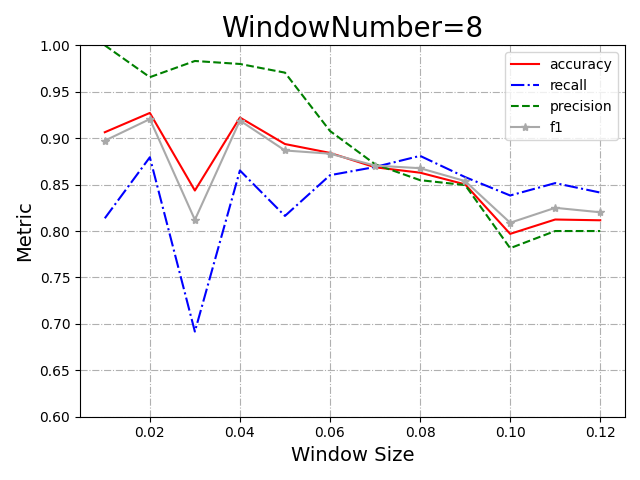 WindowNumber=8
1.00
0.95
0.90
0.85
0.80
0.75
0.70
0.65
0.60
Metric
accuracy
recall
precision
f1
0.02 0.04 0.06 0.08 0.10 0.12
Window Size